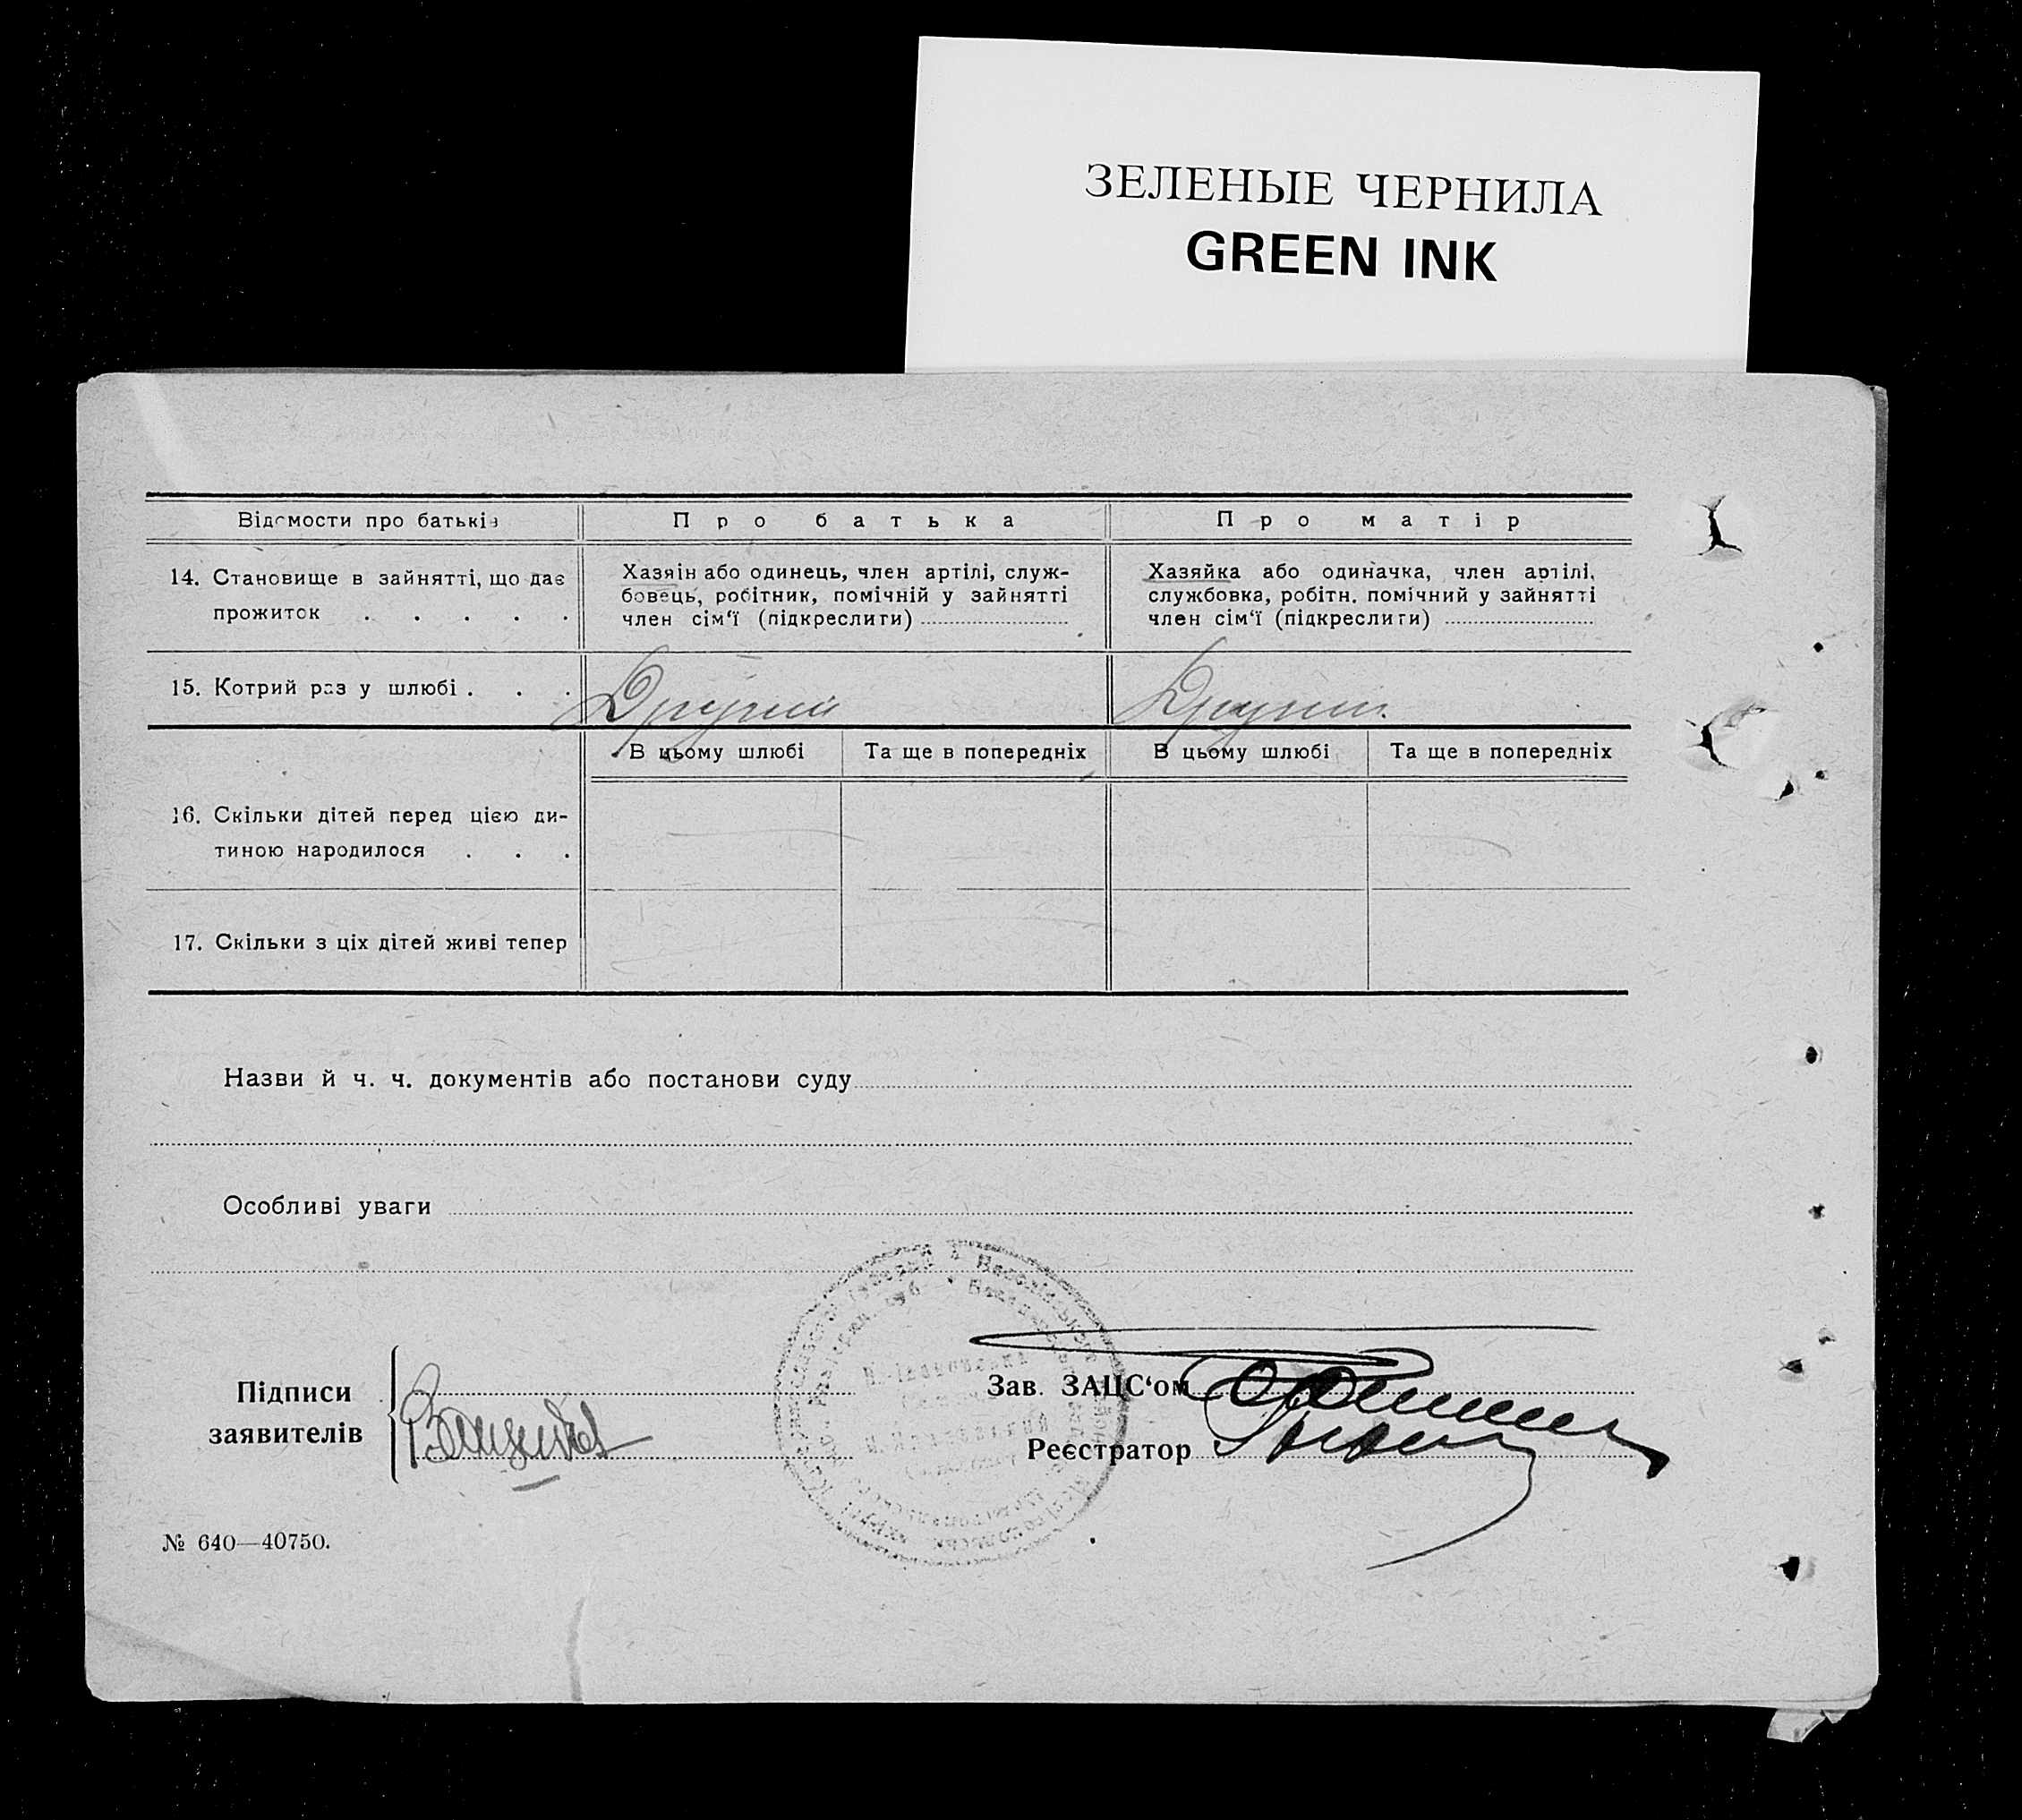 ЗЕЛЕНЫЕ ЧЕРНИЛА
GREEN INK
Відомости про батьків
Про батька
Про матір
14. Становище в зайнятті, що дає
прожиток . . . . .
Хазяін або одинець, член артілі, служ-
бовець, робітник, помічній у зайнятті
член сім‘ї (підкреслити)
Хазяйка або одиначка, член артілі,
службовка, робітн. помічний у зайнятті
член сім‘ї (підкреслити)
15. Котрий раз у шлюбі . . .
Другий
Другий
В цьому шлюбі
Та ще в попередніх
В цьому шлюбі
Та ще в попередніх
16. Скільки дітей перед цією ди-
тиною народилося . . .
17. Скільки з ціх дітей живі тепер
Назви й ч. ч. документів або постанови суду
Особливі уваги
Підписи
заявителів
Зав. ЗАЦС‘ом
Реєстратор
№ 640—40750.